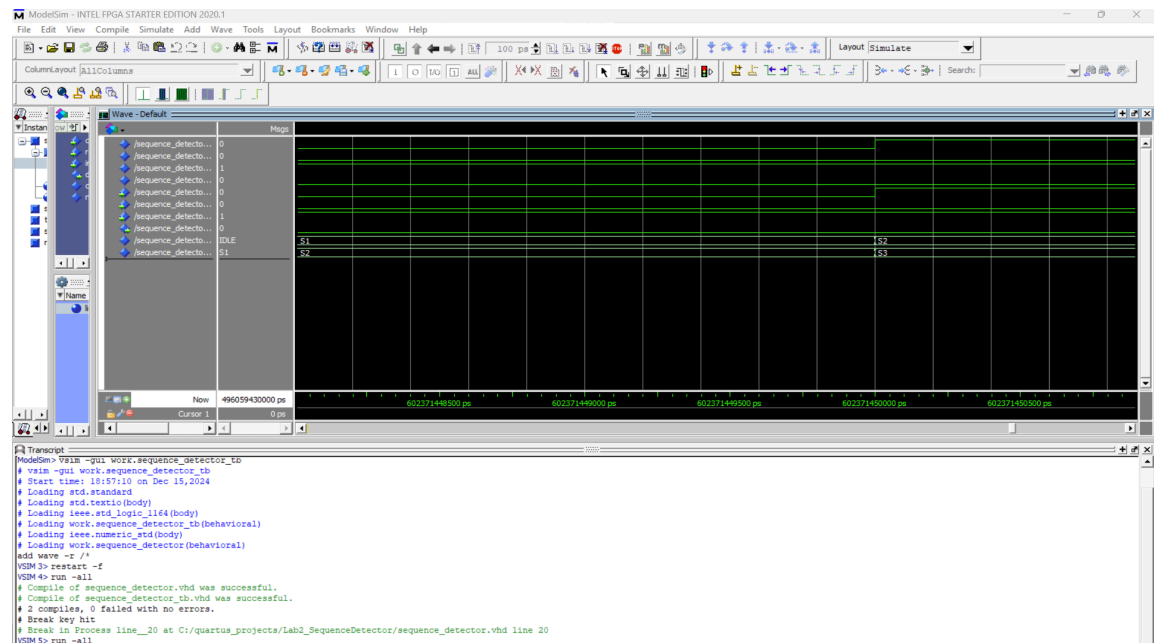 ModelSim - INTEL FPGA STARTER EDITION 2020.1
File Edit View Compile Simulate Add Wave Tools Layout Bookmarks Window Help
100 ps
Layout Simulate
ColumnLayout AllColumns
Search:
Wave - Default
Instan
Msgs
/sequence_detecto... 0
/sequence_detecto... 0
/sequence_detecto... 1
/sequence_detecto... 0
/sequence_detecto... 0
/sequence_detecto... 0
/sequence_detecto... 1
/sequence_detecto... 0
/sequence_detecto... IDLE S1 S2
/sequence_detecto... S1 S2 S3
Name
Now 496059430000 ps
Cursor 1 0 ps
602371448500 ps 602371449000 ps 602371449500 ps 602371450000 ps 602371450500 ps
Transcript
ModelSim> vsim -gui work.sequence_detector_tb
# vsim -gui work.sequence_detector_tb
# Start time: 18:57:10 on Dec 15,2024
# Loading std.standard
# Loading std.textio(body)
# Loading ieee.std_logic_1164(body)
# Loading work.sequence_detector_tb(behavioral)
# Loading ieee.numeric_std(body)
# Loading work.sequence_detector(behavioral)
add wave -r /*
VSIM 3> restart -f
VSIM 4> run -all
# Compile of sequence_detector.vhd was successful.
# Compile of sequence_detector_tb.vhd was successful.
# 2 compiles, 0 failed with no errors.
# Break key hit
# Break in Process line__20 at C:/quartus_projects/Lab2_SequenceDetector/sequence_detector.vhd line 20
VSIM 5> run -all